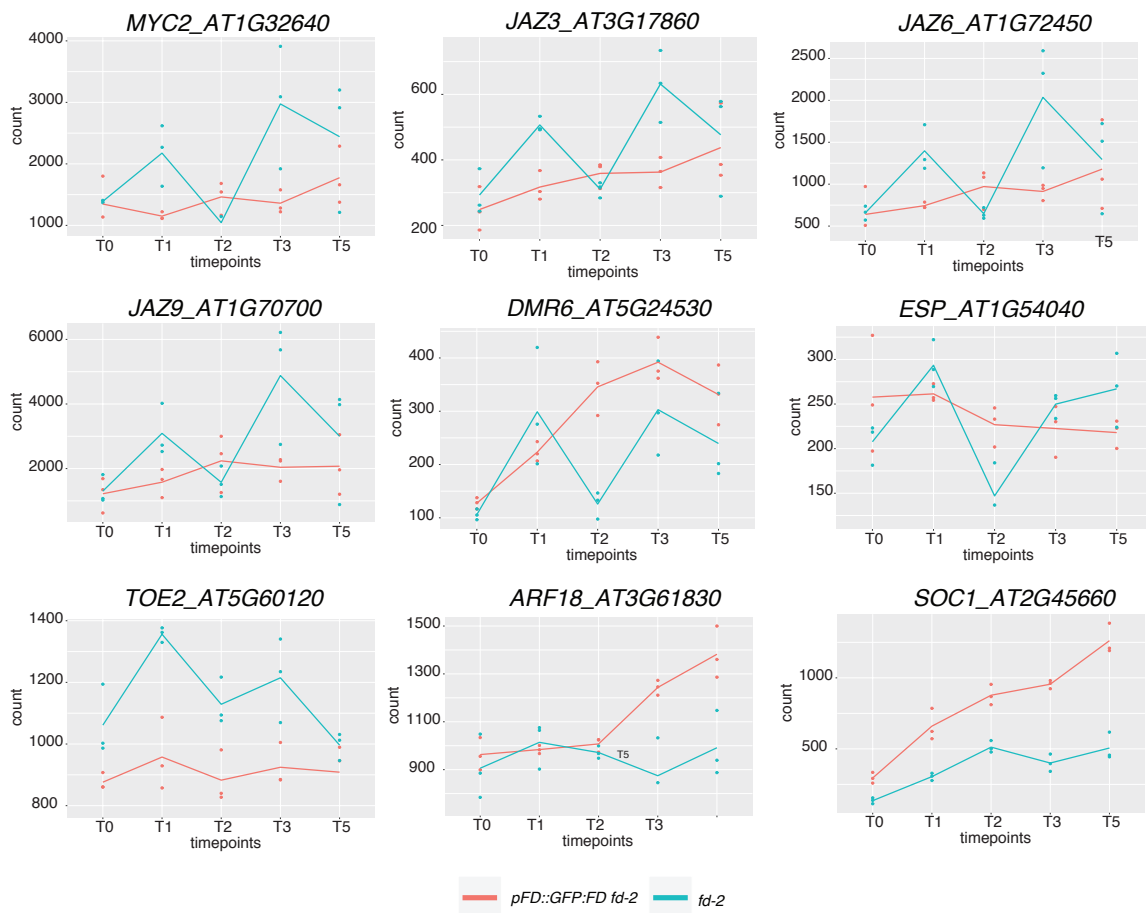 MYC2_AT1G32640
JAZ3_AT3G17860
JAZ6_AT1G72450
4000
3000
2000
1000
count
T0 T1 T2 T3 T5
timepoints
600
400
200
count
T0 T1 T2 T3 T5
timepoints
2500
2000
1500
1000
500
count
T0 T1 T2 T3 T5
timepoints
JAZ9_AT1G70700
DMR6_AT5G24530
ESP_AT1G54040
6000
4000
2000
count
T0 T1 T2 T3 T5
timepoints
400
300
200
100
count
T0 T1 T2 T3 T5
timepoints
300
250
200
150
count
T0 T1 T2 T3 T5
timepoints
TOE2_AT5G60120
ARF18_AT3G61830
SOC1_AT2G45660
1400
1200
1000
800
count
T0 T1 T2 T3 T5
timepoints
1500
1300
1100
900
count
T5
T0 T1 T2 T3
timepoints
1000
500
count
T0 T1 T2 T3 T5
timepoints
pFD::GFP:FD fd-2 fd-2